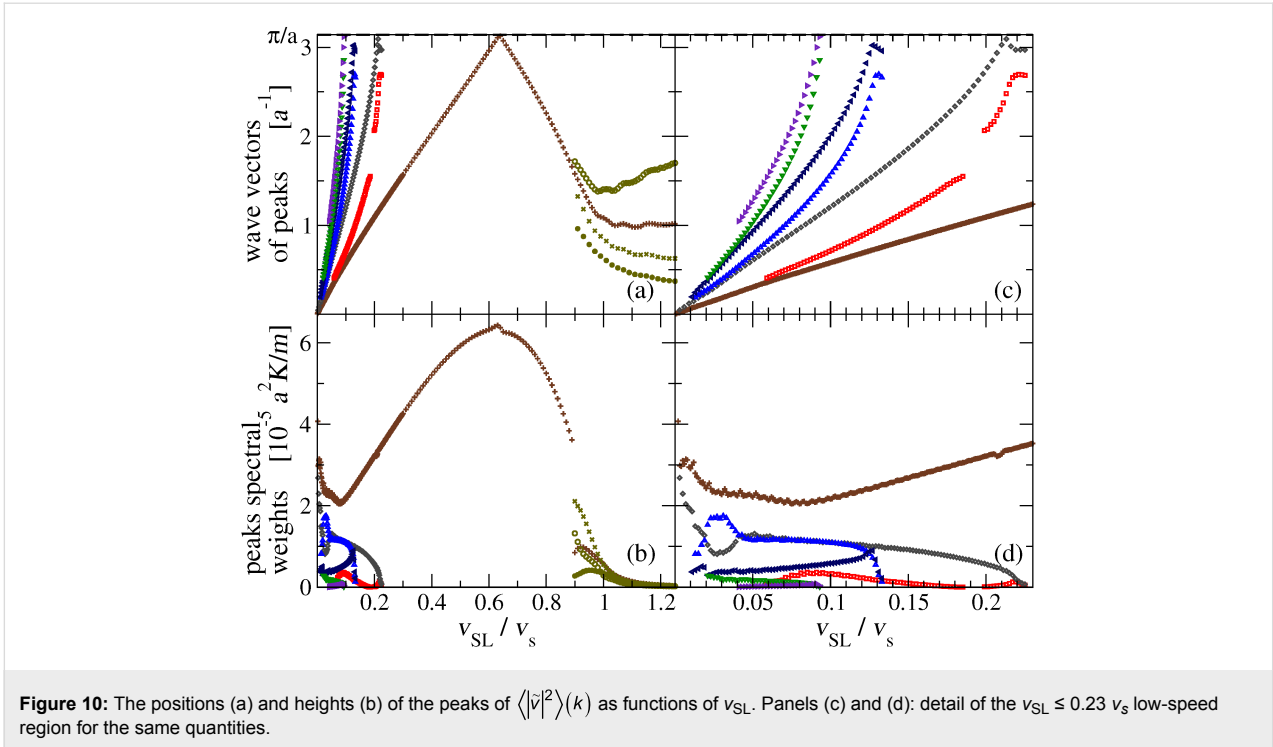 π/a
3
2
1
wave vectors
of peaks [a⁻¹]
(a)
(c)
6
4
2
0
peaks spectral
weights [10⁻⁵ a²K/m]
(b)
(d)
0.2 0.4 0.6 0.8 1 1.2
0.05 0.1 0.15 0.2
v_SL / v_s
v_SL / v_s
Figure 10: The positions (a) and heights (b) of the peaks of ⟨|ṽ|²⟩(k) as functions of v_SL. Panels (c) and (d): detail of the v_SL ≤ 0.23 v_s low-speed
region for the same quantities.